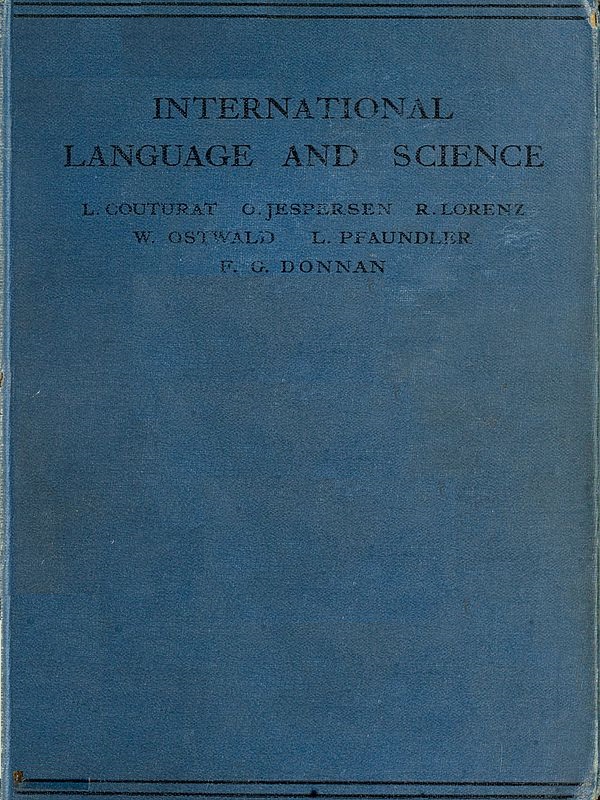 INTERNATIONAL
LANGUAGE AND SCIENCE
L. COUTURAT O. JESPERSEN R. LORENZ
W. OSTWALD L. PFAUNDLER
F. G. DONNAN